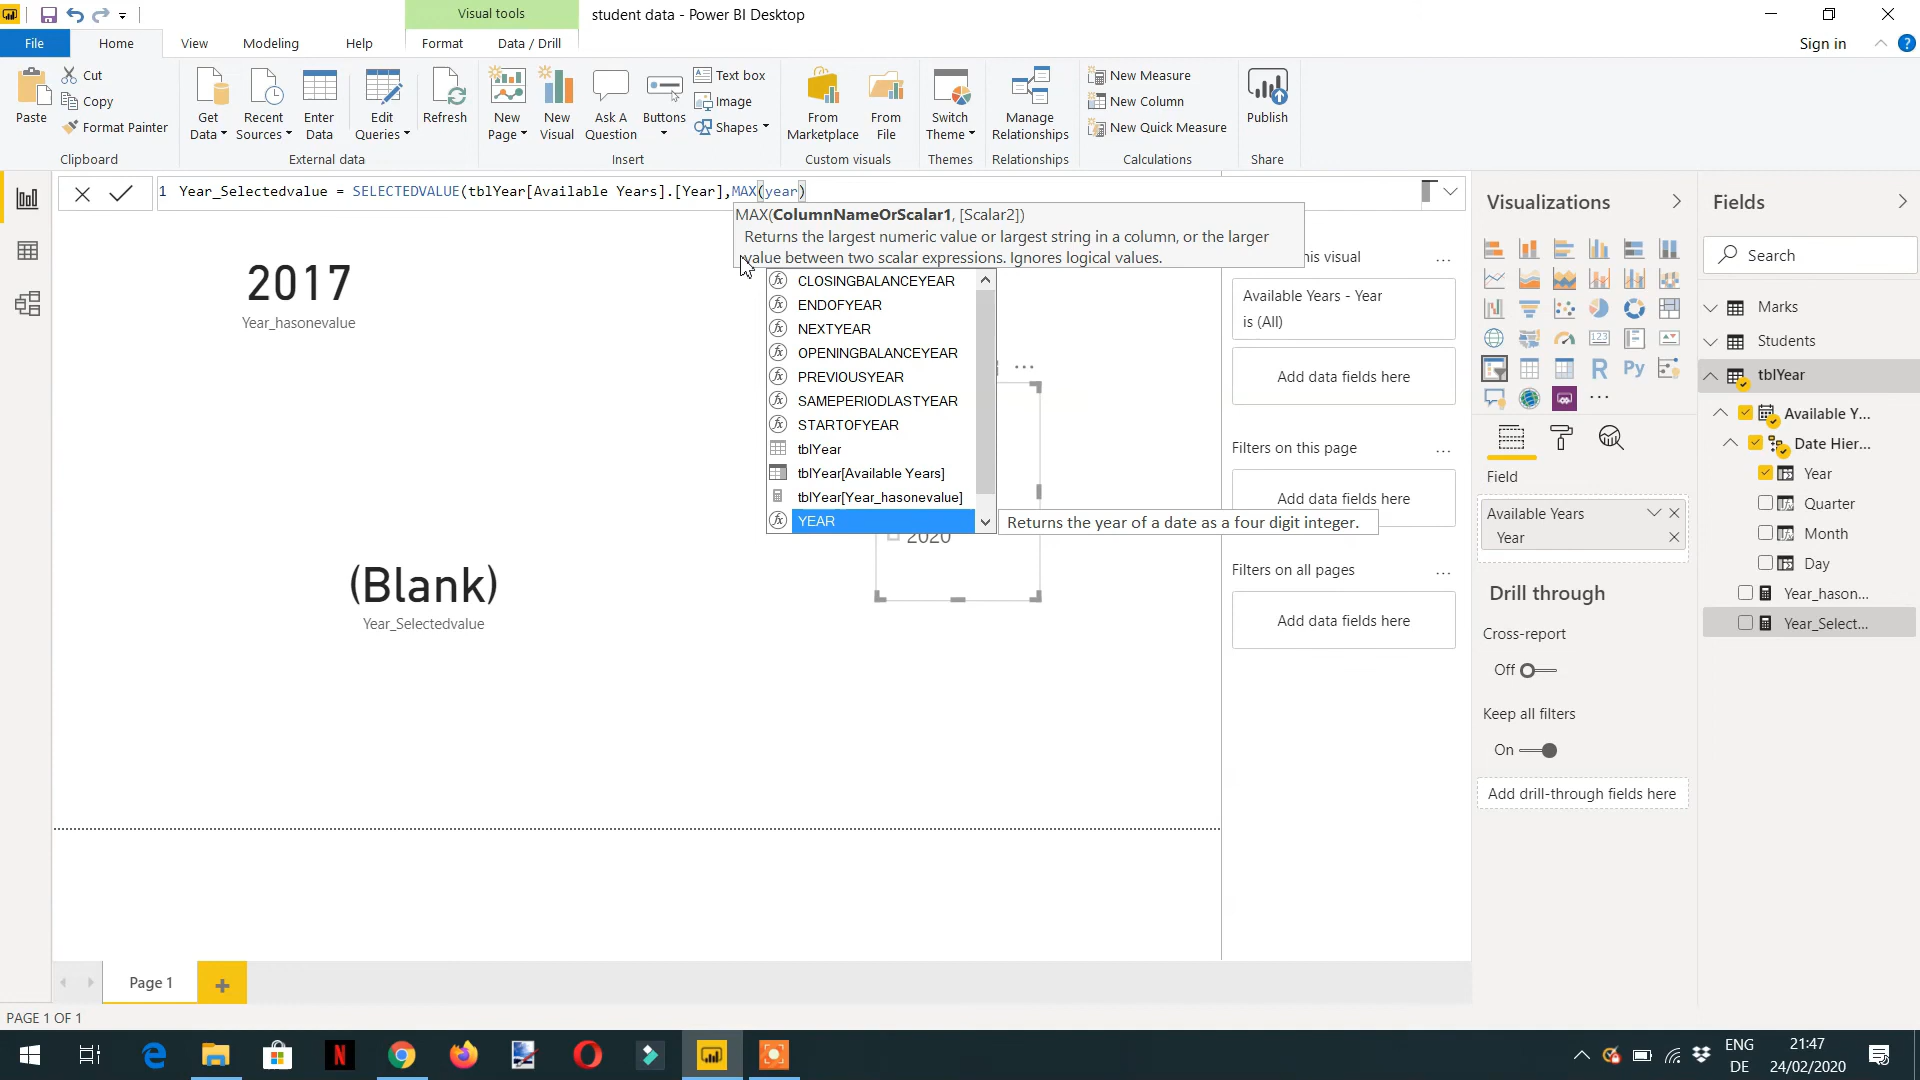 Visual tools
student data - Power BI Desktop
File
Home
View
Modeling
Help
Format
Data / Drill
Sign in
Paste
Cut
Copy
Format Painter
Get Data
Recent Sources
Enter Data
Edit Queries
Refresh
New Page
New Visual
Ask A Question
Buttons
Text box
Image
Shapes
From Marketplace
From File
Switch Theme
Manage Relationships
New Measure
New Column
New Quick Measure
Publish
Clipboard
External data
Insert
Custom visuals
Themes
Relationships
Calculations
Share
1 Year_Selectedvalue = SELECTEDVALUE(tblYear[Available Years].[Year],MAX(year)
MAX(ColumnNameOrScalar1, [Scalar2])
Returns the largest numeric value or largest string in a column, or the larger
value between two scalar expressions. Ignores logical values.
CLOSINGBALANCEYEAR
ENDOFYEAR
NEXTYEAR
OPENINGBALANCEYEAR
PREVIOUSYEAR
SAMEPERIODLASTYEAR
STARTOFYEAR
tblYear
tblYear[Available Years]
tblYear[Year_hasonevalue]
YEAR
Returns the year of a date as a four digit integer.
2017
Year_hasonevalue
2020
(Blank)
Year_Selectedvalue
his visual
...
Available Years - Year
is (All)
Add data fields here
Filters on this page
...
Add data fields here
Filters on all pages
...
Add data fields here
Visualizations
R
Py
Field
Available Years
Year
Drill through
Cross-report
Off
Keep all filters
On
Add drill-through fields here
Fields
Search
Marks
Students
tblYear
Available Y...
Date Hier...
Year
Quarter
Month
Day
Year_hason...
Year_Select...
Page 1
PAGE 1 OF 1
ENG
DE
21:47
24/02/2020